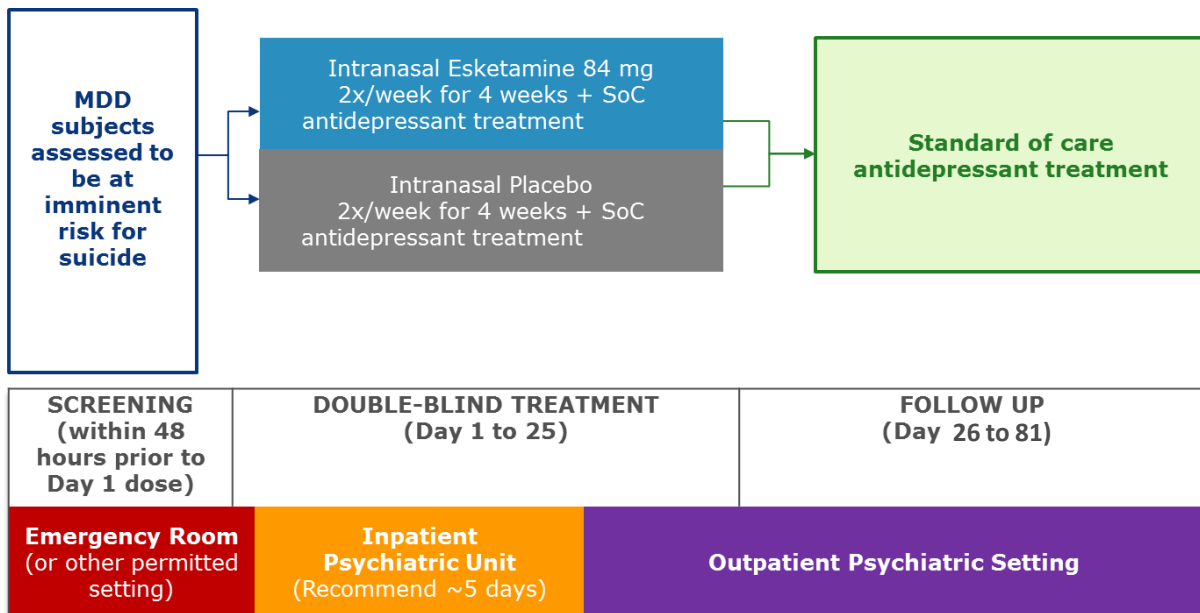 MDD
subjects
assessed to
be at
imminent
risk for
suicide
Intranasal Esketamine 84 mg
2x/week for 4 weeks + SoC
antidepressant treatment
Intranasal Placebo
2x/week for 4 weeks + SoC
antidepressant treatment
Standard of care
antidepressant treatment
SCREENING
(within 48
hours prior to
Day 1 dose)
DOUBLE-BLIND TREATMENT
(Day 1 to 25)
FOLLOW UP
(Day 26 to 81)
Emergency Room
(or other permitted
setting)
Inpatient
Psychiatric Unit
(Recommend ~5 days)
Outpatient Psychiatric Setting